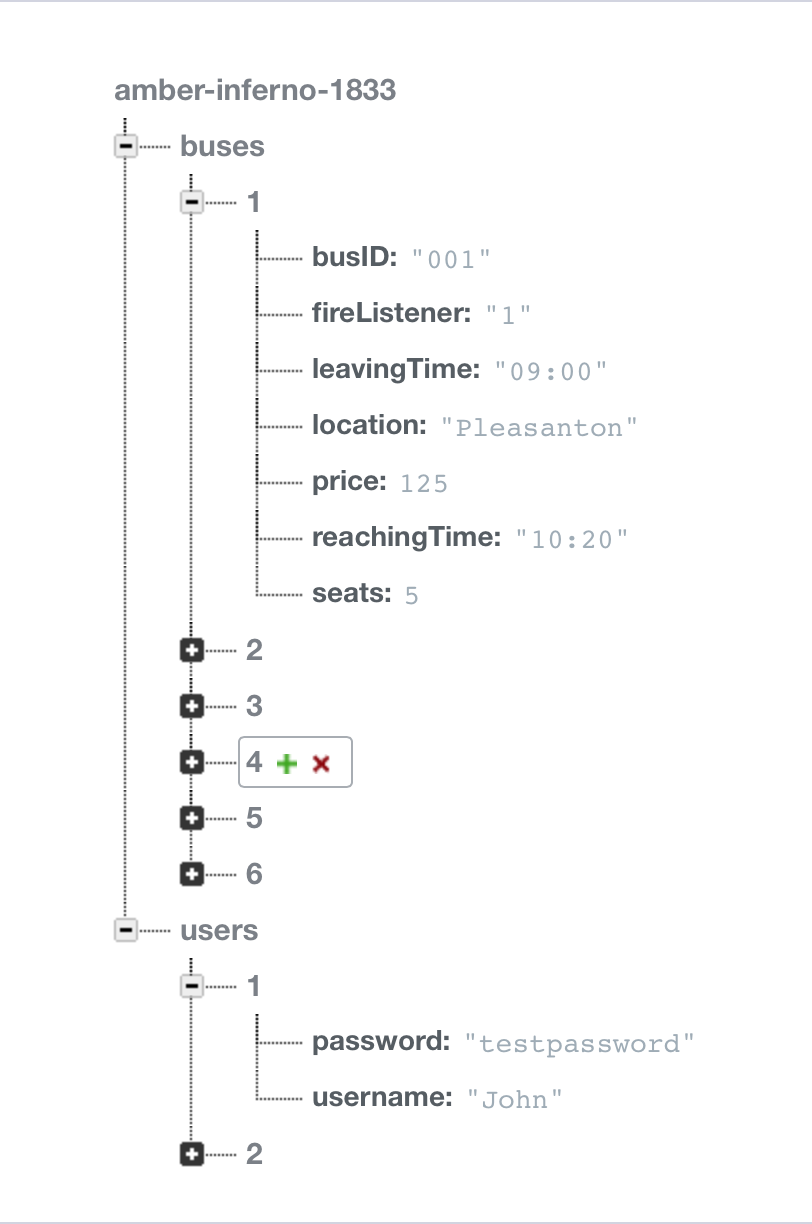 amber-inferno-1833
buses
1
busID: "001"
fireListener: "1"
leavingTime: "09:00"
location: "Pleasanton"
price: 125
reachingTime: "10:20"
seats: 5
2
3
4
5
6
users
1
password: "testpassword"
username: "John"
2